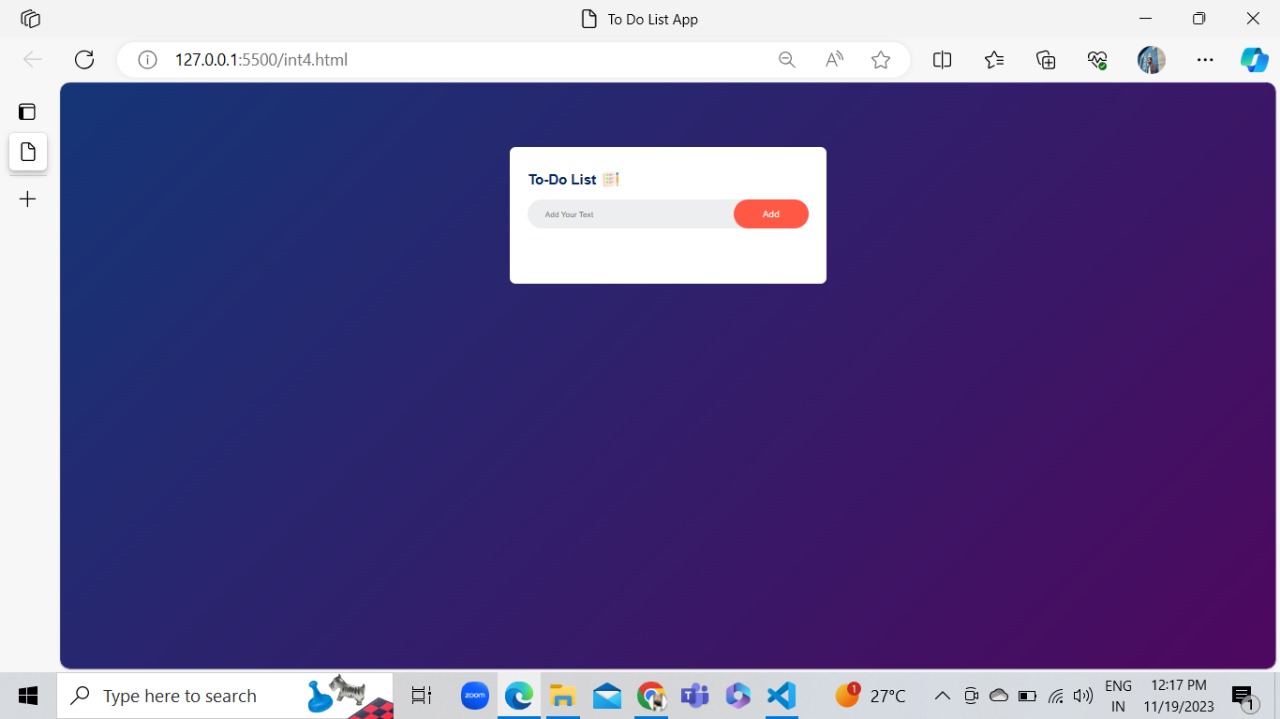 To Do List App
127.0.0.1:5500/int4.html
To-Do List
Add Your Text
Add
Type here to search
zoom
1
27°C
ENG
IN
12:17 PM
11/19/2023
1